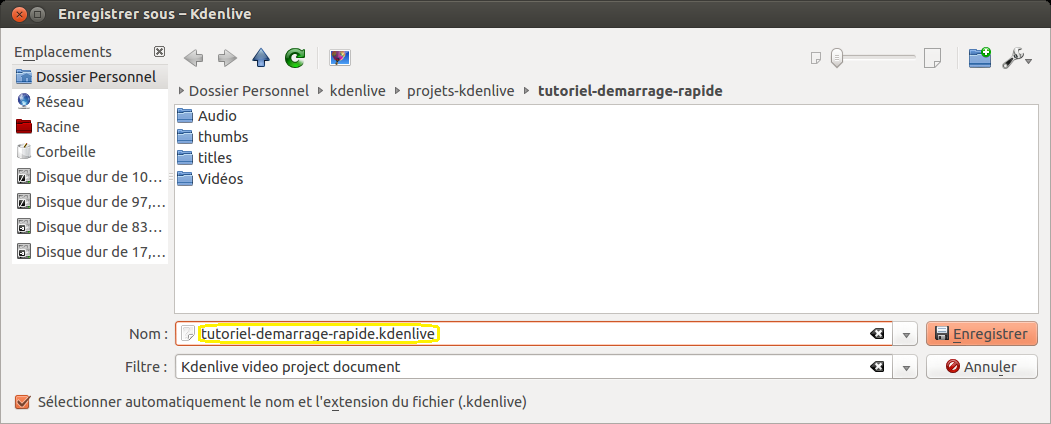 Enregistrer sous – Kdenlive
Emplacements
Dossier Personnel
Réseau
Racine
Corbeille
Disque dur de 10…
Disque dur de 97,…
Disque dur de 83…
Disque dur de 17,…
Dossier Personnel kdenlive projets-kdenlive tutoriel-demarrage-rapide
Audio
thumbs
titles
Vidéos
Nom : tutoriel-demarrage-rapide.kdenlive Enregistrer
Filtre : Kdenlive video project document Annuler
Sélectionner automatiquement le nom et l'extension du fichier (.kdenlive)